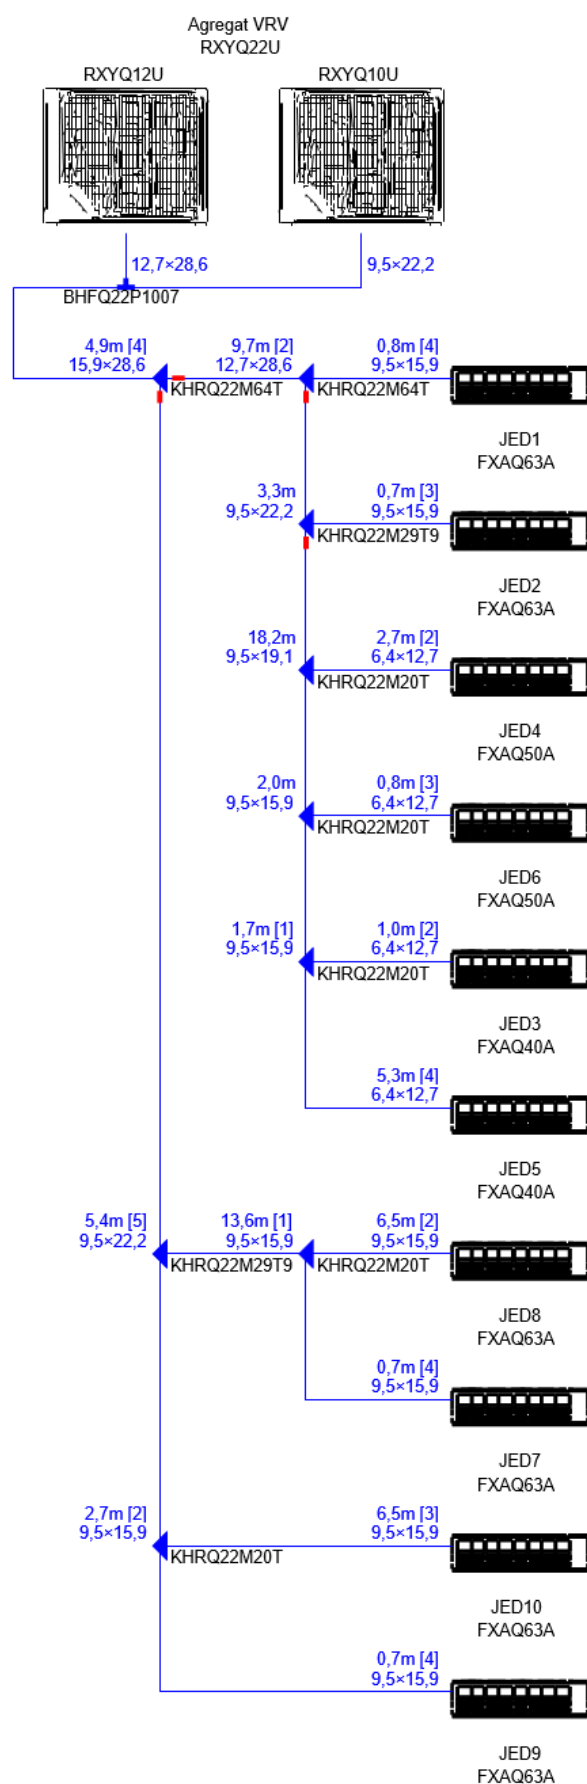 Agregat VRV
RXYQ22U
RXYQ12U
RXYQ10U
12,7×28,6
9,5×22,2
BHFQ22P1007
4,9m [4]
15,9×28,6
9,7m [2]
12,7×28,6
0,8m [4]
9,5×15,9
KHRQ22M64T
KHRQ22M64T
JED1
FXAQ63A
3,3m
9,5×22,2
0,7m [3]
9,5×15,9
KHRQ22M29T9
JED2
FXAQ63A
18,2m
9,5×19,1
2,7m [2]
6,4×12,7
KHRQ22M20T
JED4
FXAQ50A
2,0m
9,5×15,9
0,8m [3]
6,4×12,7
KHRQ22M20T
JED6
FXAQ50A
1,7m [1]
9,5×15,9
1,0m [2]
6,4×12,7
KHRQ22M20T
JED3
FXAQ40A
5,3m [4]
6,4×12,7
JED5
FXAQ40A
5,4m [5]
9,5×22,2
13,6m [1]
9,5×15,9
6,5m [2]
9,5×15,9
KHRQ22M29T9
KHRQ22M20T
JED8
FXAQ63A
0,7m [4]
9,5×15,9
JED7
FXAQ63A
2,7m [2]
9,5×15,9
6,5m [3]
9,5×15,9
KHRQ22M20T
JED10
FXAQ63A
0,7m [4]
9,5×15,9
JED9
FXAQ63A